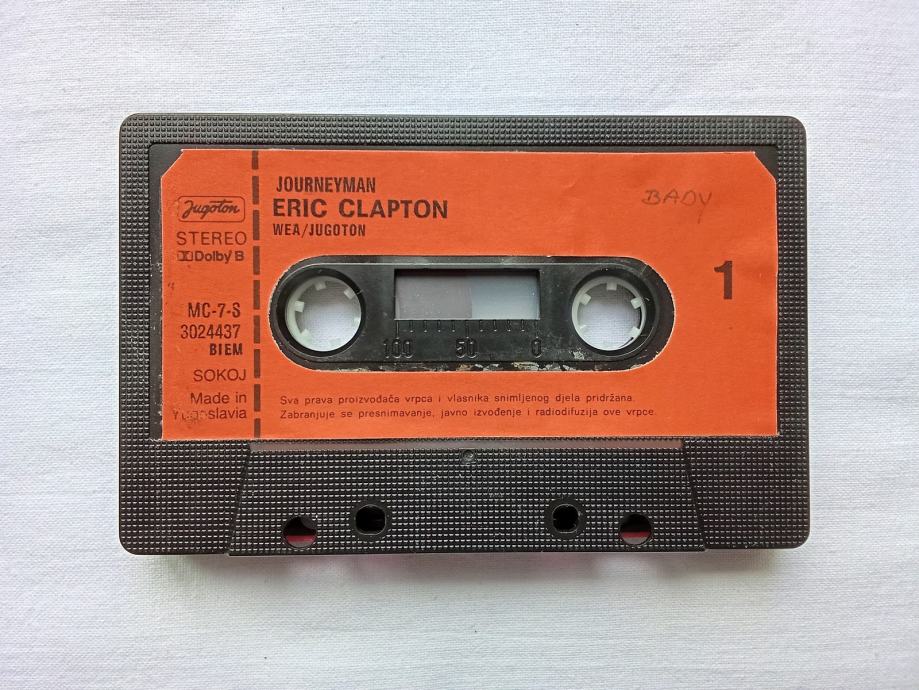 Jugoton
STEREO
Dolby B
MC-7-S
3024437
BIEM
SOKOJ
Made in
Yugoslavia
JOURNEYMAN
ERIC CLAPTON
WEA/JUGOTON
BADY
1
100 50 0
Sva prava proizvođača vrpca i vlasnika snimljenog djela pridržana.
Zabranjuje se presnimavanje, javno izvođenje i radiodifuzija ove vrpce.